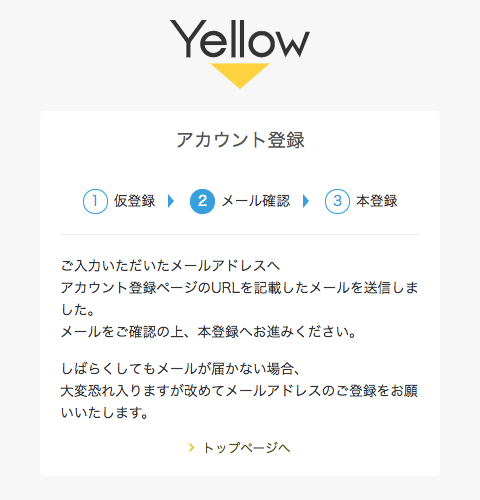 Yellow
アカウント登録
1 仮登録 2 メール確認 3 本登録
ご入力いただいたメールアドレスへ
アカウント登録ページのURLを記載したメールを送信しま
した。
メールをご確認の上、本登録へお進みください。
しばらくしてもメールが届かない場合、
大変恐れ入りますが改めてメールアドレスのご登録をお願
いいたします。
トップページへ